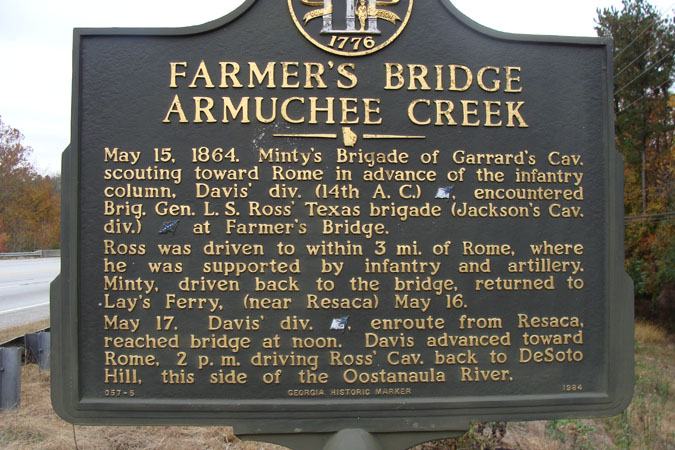 1776
FARMER'S BRIDGE
ARMUCHEE CREEK
May 15, 1864. Minty's Brigade of Garrard's Cav.
scouting toward Rome in advance of the infantry
column, Davis' div. (14th A. C.) , encountered
Brig. Gen. L. S. Ross' Texas brigade (Jackson's Cav.
div.) at Farmer's Bridge.
Ross was driven to within 3 mi. of Rome, where
he was supported by infantry and artillery.
Minty, driven back to the bridge, returned to
Lay's Ferry, (near Resaca) May 16.
May 17. Davis' div. , enroute from Resaca,
reached bridge at noon. Davis advanced toward
Rome, 2 p. m. driving Ross' Cav. back to DeSoto
Hill, this side of the Oostanaula River.
057-5 GEORGIA HISTORIC MARKER 1984